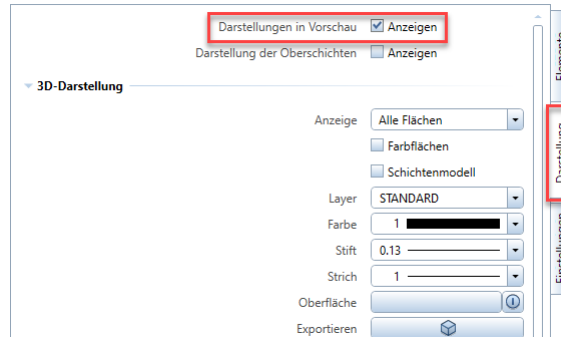 Darstellungen in Vorschau Anzeigen
Darstellung der Oberschichten Anzeigen
3D-Darstellung
Anzeige Alle Flächen
Farbflächen
Schichtenmodell
Layer STANDARD
Farbe 1
Stift 0.13
Strich 1
Oberfläche
Exportieren
Elemente
Darstellung
Einstellungen